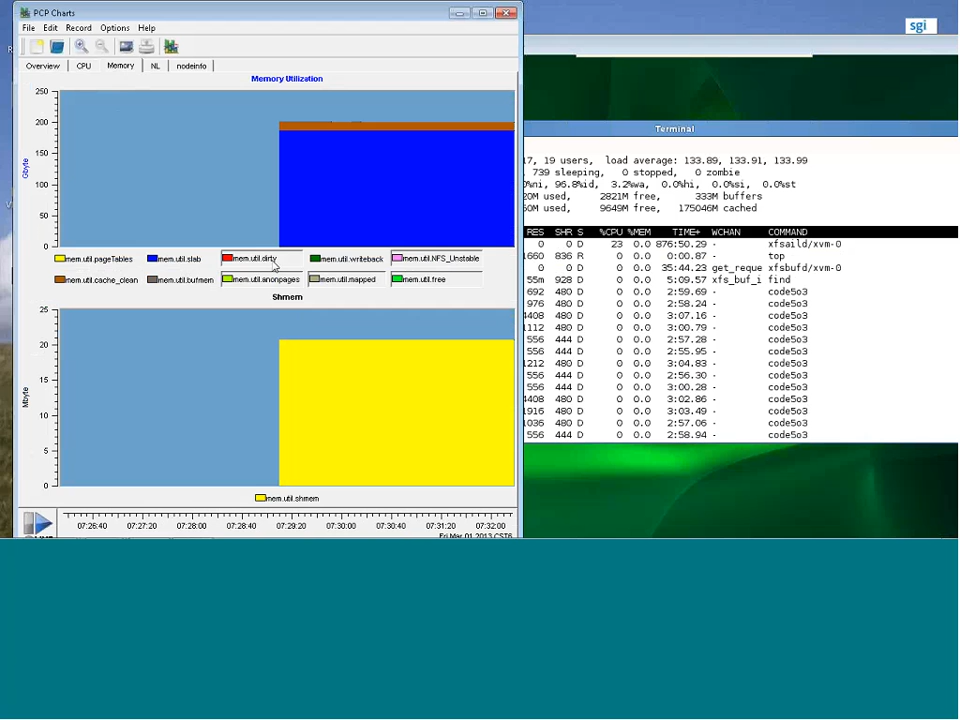 PCP Charts
File Edit Record Options Help
Overview CPU Memory NL nodeinfo
Memory Utilization
250
200
150
100
50
0
Gbyte
mem.util.pageTables mem.util.slab mem.util.dirty mem.util.writeback mem.util.NFS_Unstable
mem.util.cache_clean mem.util.bufmem mem.util.anonpages mem.util.mapped mem.util.free
Shmem
25
20
15
10
5
0
Mbyte
mem.util.shmem
07:26:40 07:27:20 07:28:00 07:28:40 07:29:20 07:30:00 07:30:40 07:31:20 07:32:00
Fri Mar 01 2013 CST6
sgi
Terminal
17, 19 users, load average: 133.89, 133.91, 133.99
739 sleeping, 0 stopped, 0 zombie
%ni, 96.8%id, 3.2%wa, 0.0%hi, 0.0%si, 0.0%st
20M used, 2821M free, 333M buffers
50M used, 9649M free, 175046M cached
RES SHR S %CPU %MEM TIME+ WCHAN COMMAND
0 0 D 23 0.0 876:50.29 - xfsaild/xvm-0
1660 836 R 0 0.0 0:00.87 - top
0 0 D 0 0.0 35:44.23 get_reque xfsbufd/xvm-0
55m 928 D 0 0.0 5:09.57 xfs_buf_i find
692 480 D 0 0.0 2:59.69 - code5o3
976 480 D 0 0.0 2:58.24 - code5o3
4408 480 D 0 0.0 3:07.16 - code5o3
1112 480 D 0 0.0 3:00.79 - code5o3
556 444 D 0 0.0 2:57.28 - code5o3
556 444 D 0 0.0 2:55.95 - code5o3
1212 480 D 0 0.0 3:04.83 - code5o3
556 444 D 0 0.0 2:56.30 - code5o3
556 444 D 0 0.0 3:00.28 - code5o3
4408 480 D 0 0.0 3:02.86 - code5o3
1916 480 D 0 0.0 3:03.49 - code5o3
1036 480 D 0 0.0 2:57.06 - code5o3
556 444 D 0 0.0 2:58.94 - code5o3